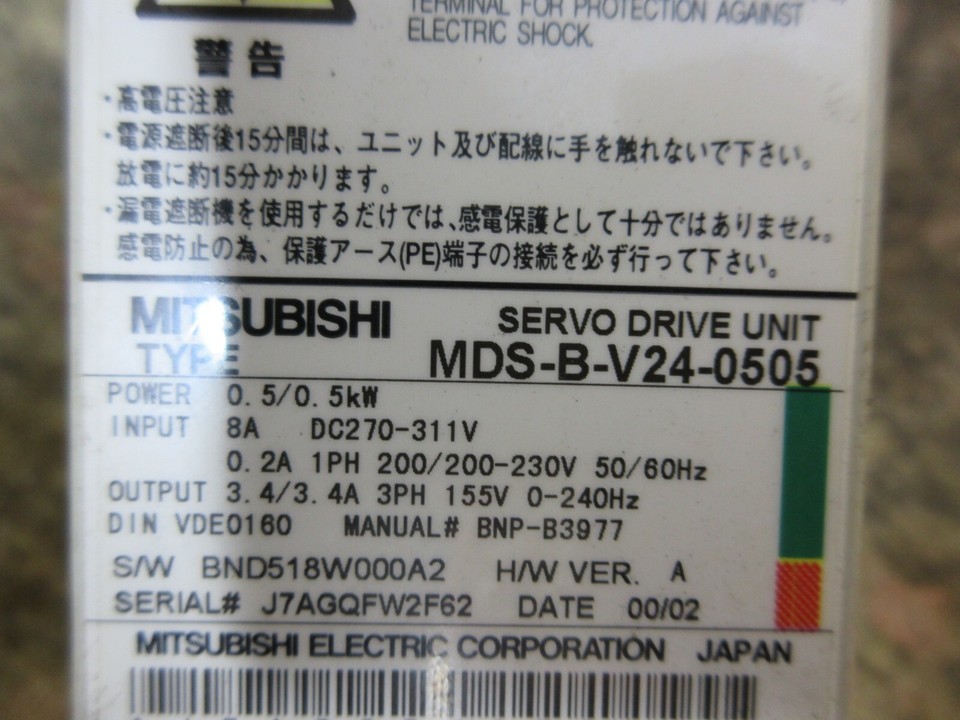 TERMINAL FOR PROTECTION AGAINST
ELECTRIC SHOCK.
警告
・高電圧注意
・電源遮断後15分間は、ユニット及び配線に手を触れないで下さい。
放電に約15分かかります。
・漏電遮断機を使用するだけでは、感電保護として十分ではありません。
感電防止の為、保護アース(PE)端子の接続を必ず行って下さい。
MITSUBISHI SERVO DRIVE UNIT
TYPE MDS-B-V24-0505
POWER 0.5/0.5kW
INPUT 8A DC270-311V
0.2A 1PH 200/200-230V 50/60Hz
OUTPUT 3.4/3.4A 3PH 155V 0-240Hz
DIN VDE0160 MANUAL# BNP-B3977
S/W BND518W000A2 H/W VER. A
SERIAL# J7AGQFW2F62 DATE 00/02
MITSUBISHI ELECTRIC CORPORATION JAPAN